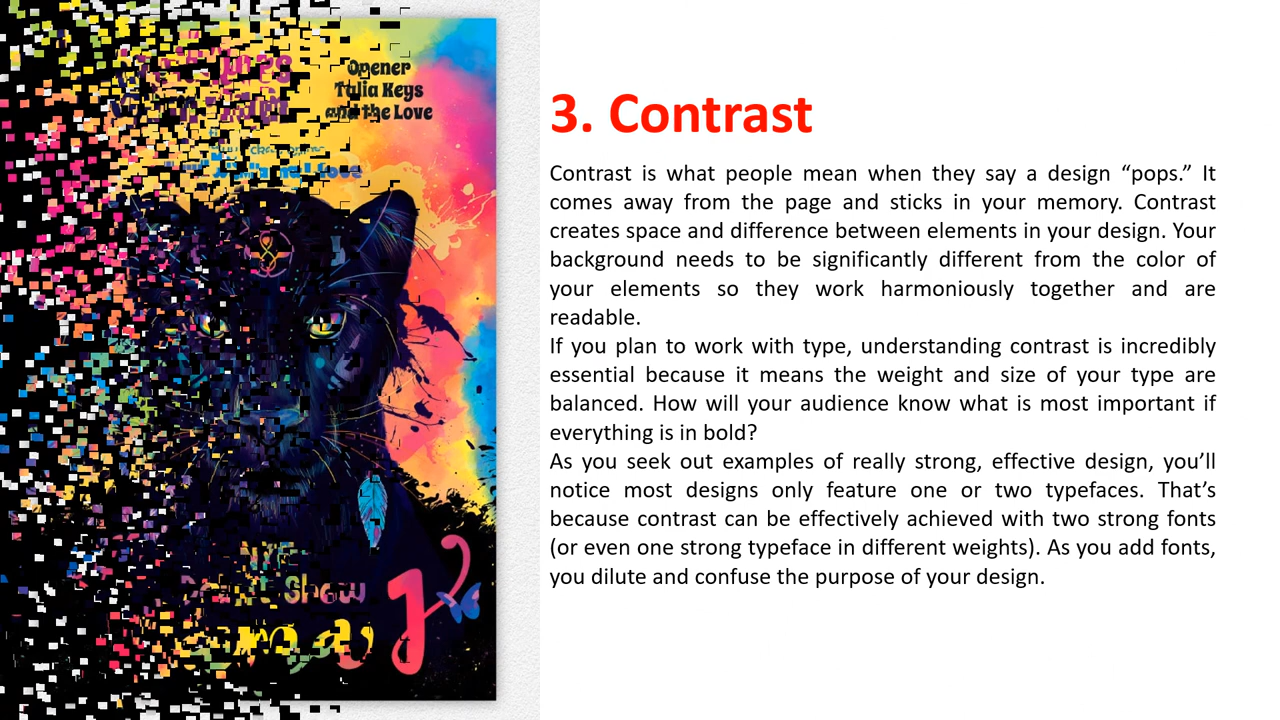 Opener
Talia Keys
and the Love
Show
3. Contrast
Contrast is what people mean when they say a design “pops.” It
comes away from the page and sticks in your memory. Contrast
creates space and difference between elements in your design. Your
background needs to be significantly different from the color of
your elements so they work harmoniously together and are
readable.
If you plan to work with type, understanding contrast is incredibly
essential because it means the weight and size of your type are
balanced. How will your audience know what is most important if
everything is in bold?
As you seek out examples of really strong, effective design, you’ll
notice most designs only feature one or two typefaces. That’s
because contrast can be effectively achieved with two strong fonts
(or even one strong typeface in different weights). As you add fonts,
you dilute and confuse the purpose of your design.